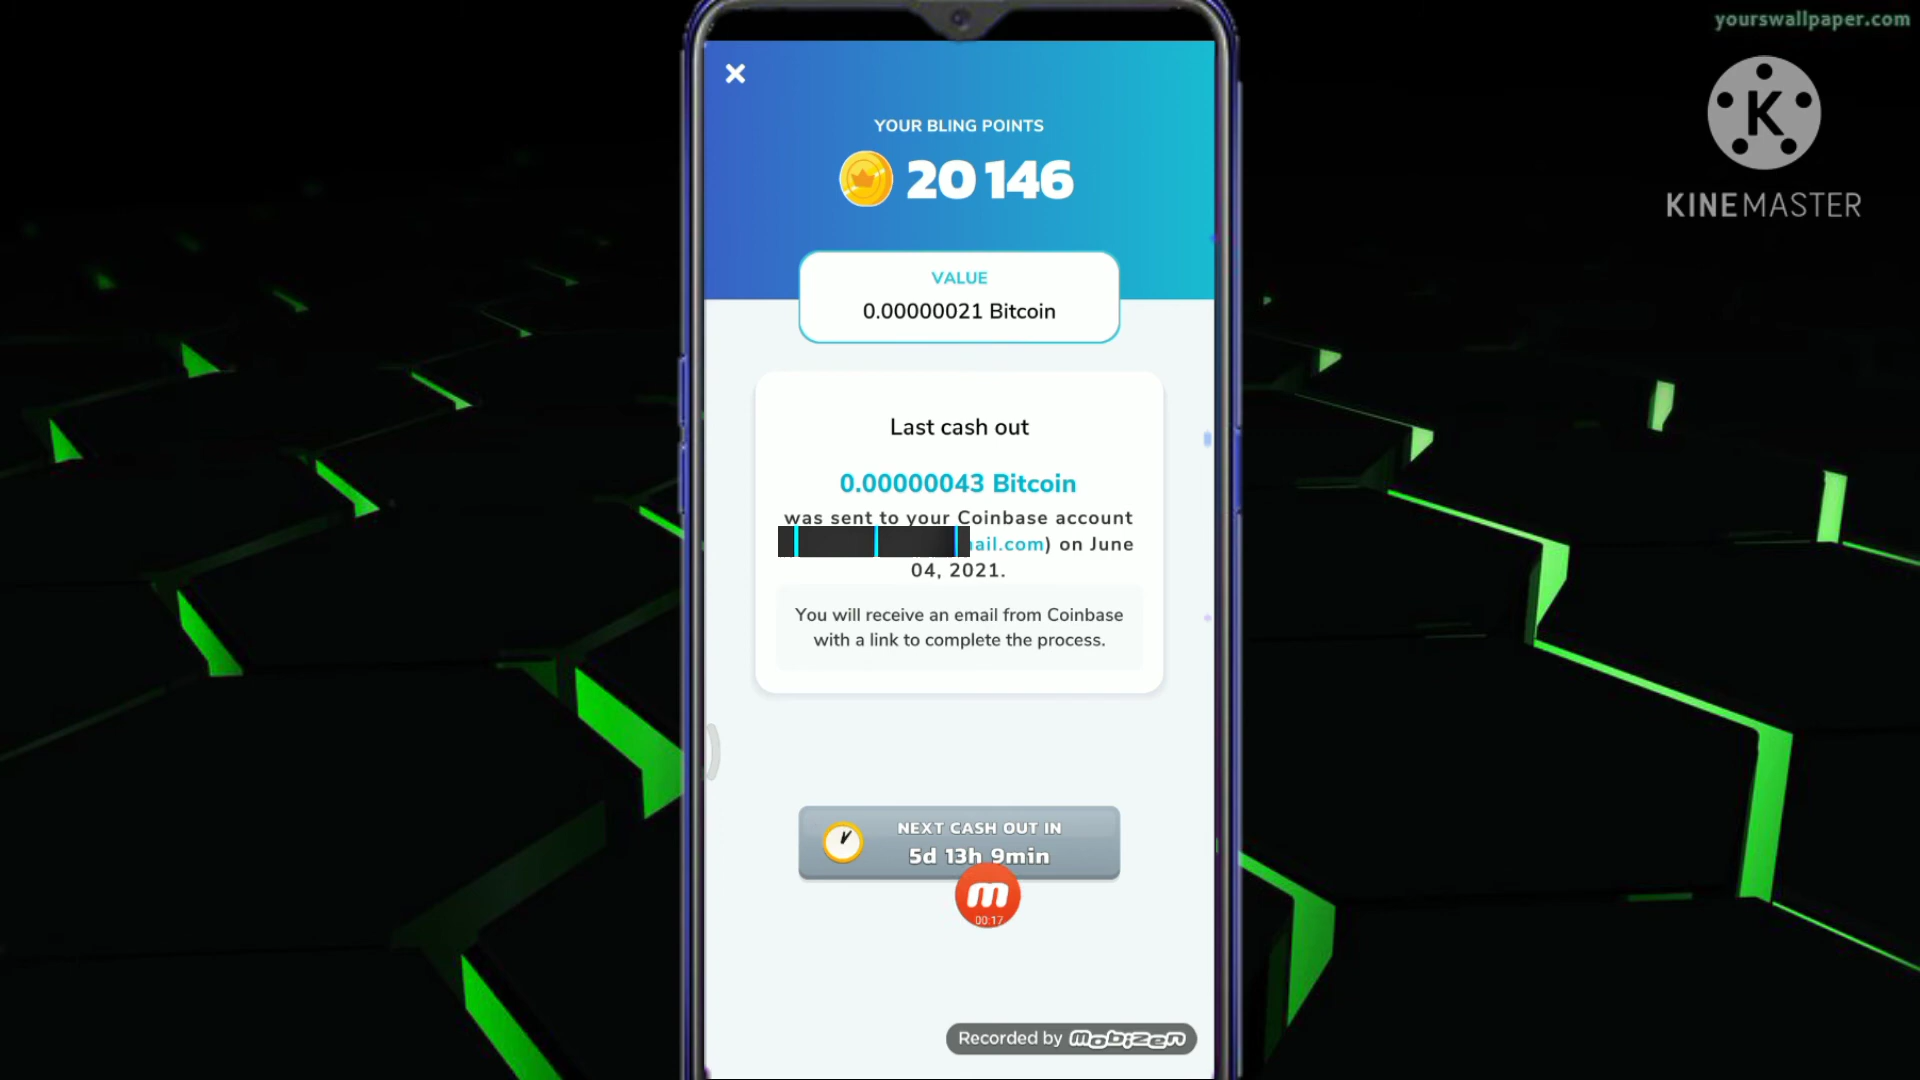 yourswallpaper.com
KINEMASTER
YOUR BLING POINTS
20 146
VALUE
0.00000021 Bitcoin
Last cash out
0.00000043 Bitcoin
was sent to your Coinbase account
ail.com) on June
04, 2021.
You will receive an email from Coinbase
with a link to complete the process.
NEXT CASH OUT IN
5d 13h 9min
m
00:17
Recorded by mobizen